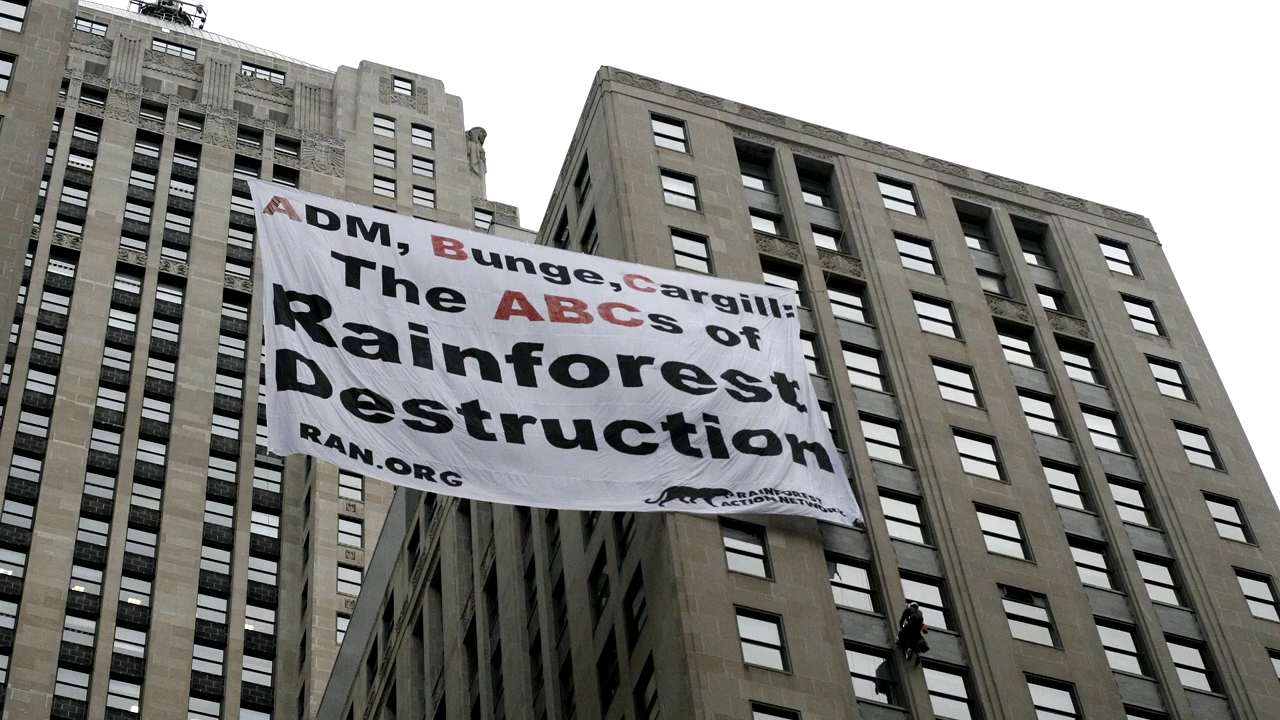 ADM, Bunge, Cargill:
The ABCs of
Rainforest
Destruction
RAN.ORG
RAINFOREST
ACTION NETWORK